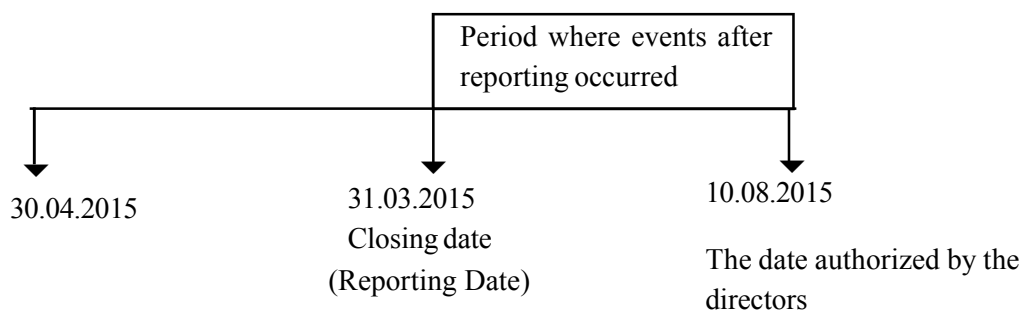 Period where events after
reporting occurred
30.04.2015
31.03.2015
Closing date
(Reporting Date)
10.08.2015
The date authorized by the
directors